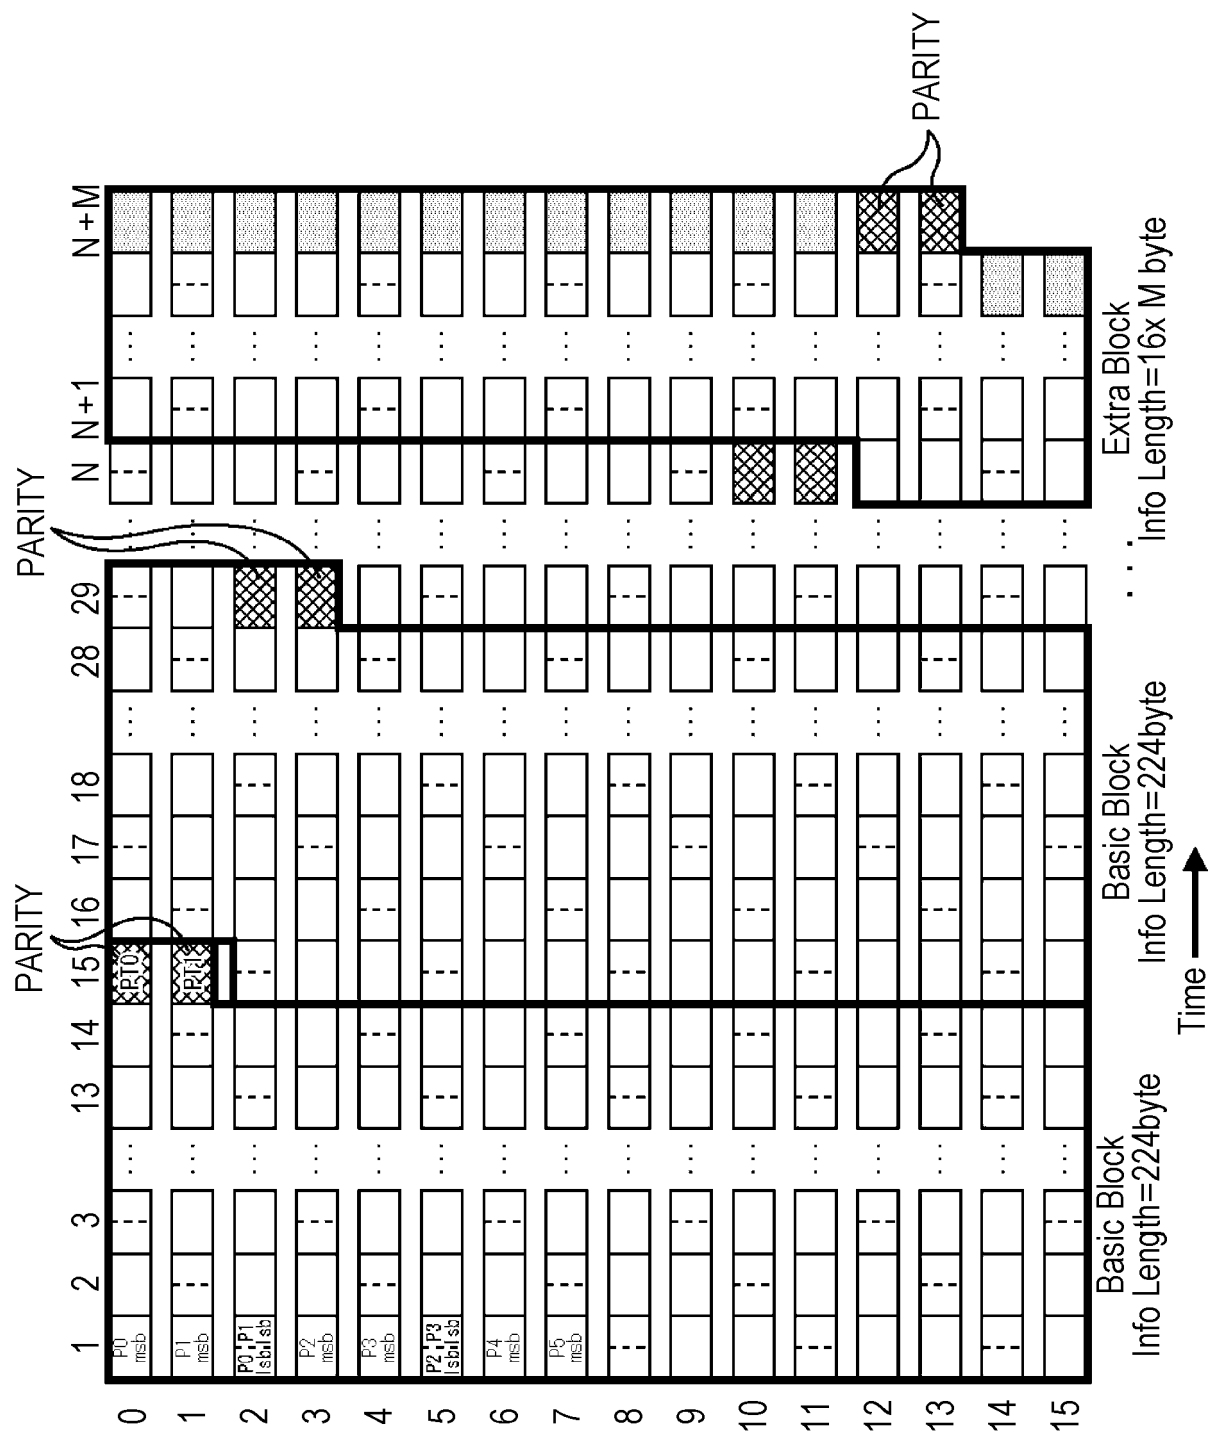 PARITY
PARITY
1 2 3 13 14 15 16 17 18 28 29 N N+1 N+M
0
P0
msb
PT0
1
P1
msb
PT1
2
P0 P1
lsb lsb
3
P2
msb
4
P3
msb
5
P2 P3
lsb lsb
6
P4
msb
7
P5
msb
8
9
10
11
12
13
PARITY
14
15
Basic Block
Info Length=224byte
Basic Block
Info Length=224byte
. . .
Extra Block
Info Length=16x M byte
Time